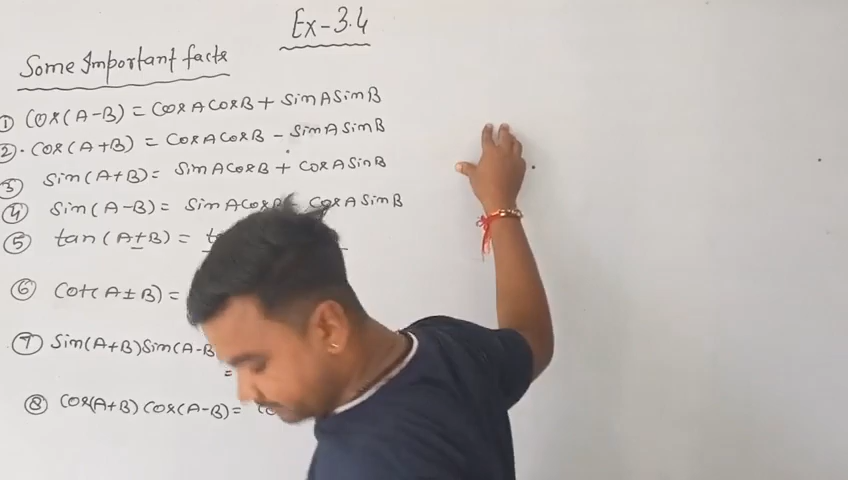 Ex-3.4
Some Important facts
① cos(A-B) = cosA cosB + sinA sinB
②. cos(A+B) = cosA cosB - sinA sinB
③ sin(A+B) = sinA cosB + cosA sinB
④ sin(A-B) = sinA cosB - cosA sinB
⑤ tan(A±B) =
⑥ cot(A±B) =
⑦ sin(A+B) sin(A-B
=
⑧ cos(A+B) cos(A-B) =